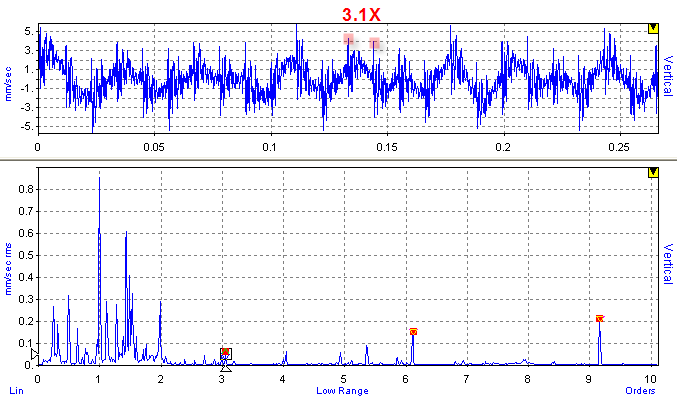 3.1X
5.
3.
1.
-1.
-3.
-5.
mm/sec
Vertical
0 0.05 0.1 0.15 0.2 0.25
0.8
0.7
0.6
0.5
0.4
0.3
0.2
0.1
0.
mm/sec rms
Vertical
0 1 2 3 4 5 6 7 8 9 10
Lin Low Range Orders